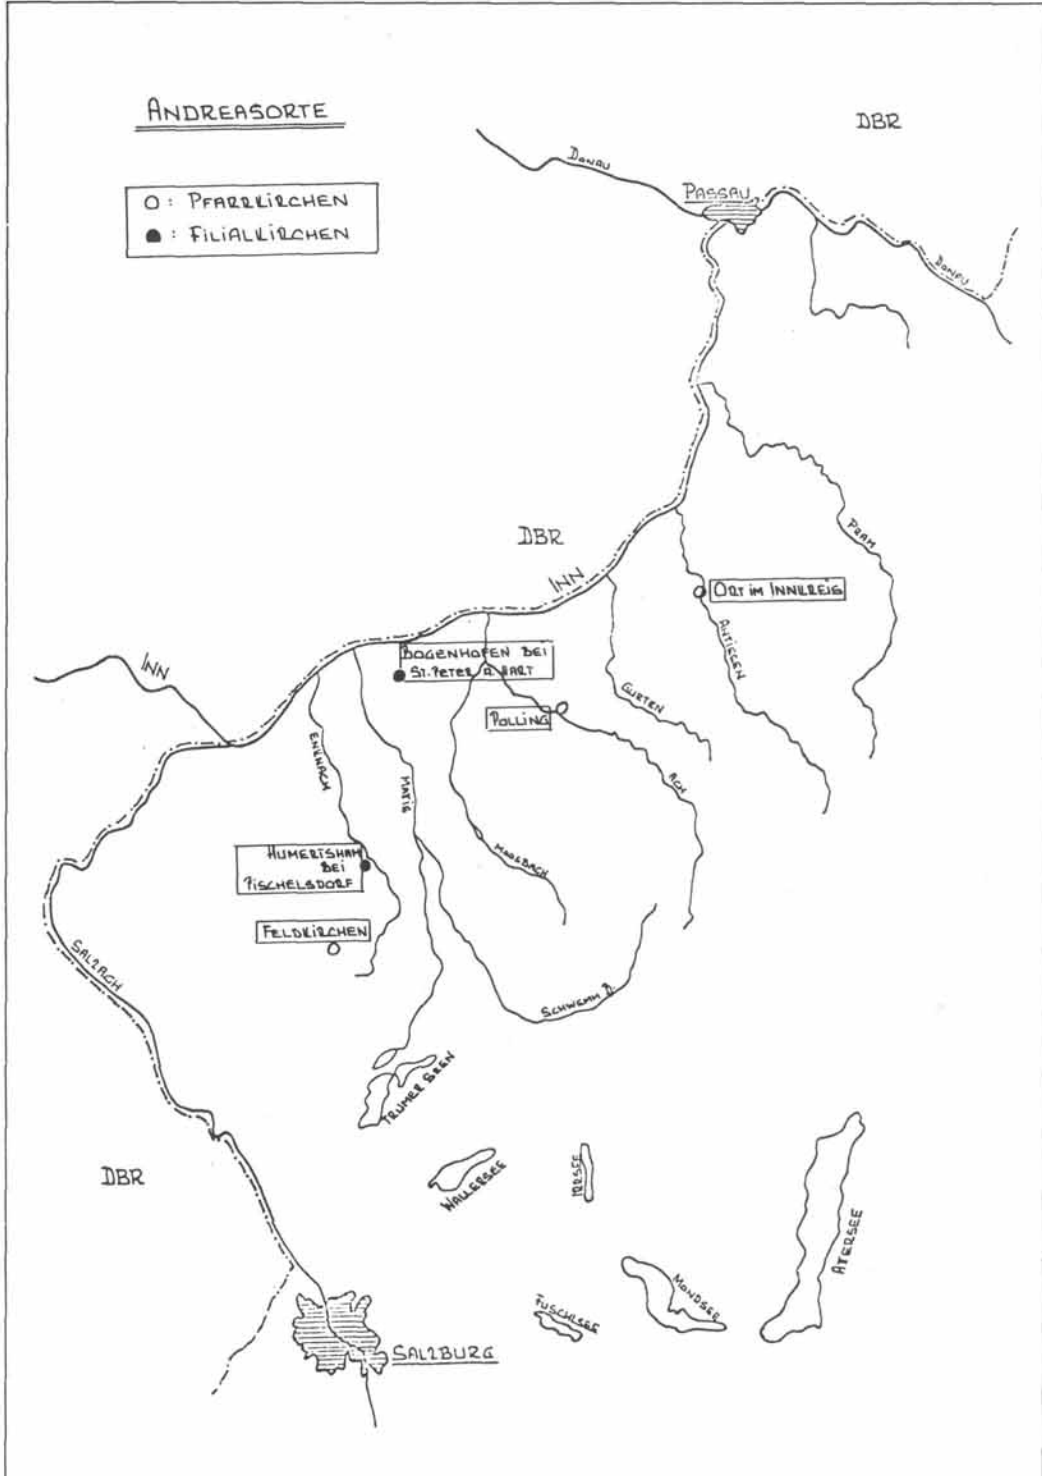 ANDREASORTE
DBR
DONAU
PASSAU
O : PFARRKIRCHEN
● : FILIALKIRCHEN
DONAU
PRAM
DBR
INN
ORT IM INNKREIS
ANTIESEN
BOGENHOFEN BEI
ST. PETER A. HART
INN
GURTEN
POLLING
ENKNACH
MATIG
ACH
MOOSBACH
HUMERTSHAM
BEI
PISCHELSDORF
FELDKIRCHEN
SALZACH
SCHWEMM B.
TRUMER SEEN
DBR
WALLERSEE
IRRSEE
ATERSEE
MONDSEE
FUSCHLSEE
SALZBURG